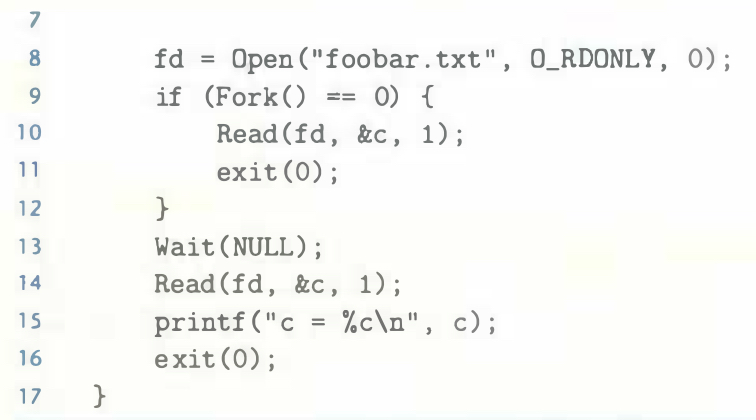 7
8 fd = Open("foobar.txt", O_RDONLY, 0);
9 if (Fork() == 0) {
10 Read(fd, &c, 1);
11 exit(0);
12 }
13 Wait(NULL);
14 Read(fd, &c, 1);
15 printf("c = %c\n", c);
16 exit(0);
17 }